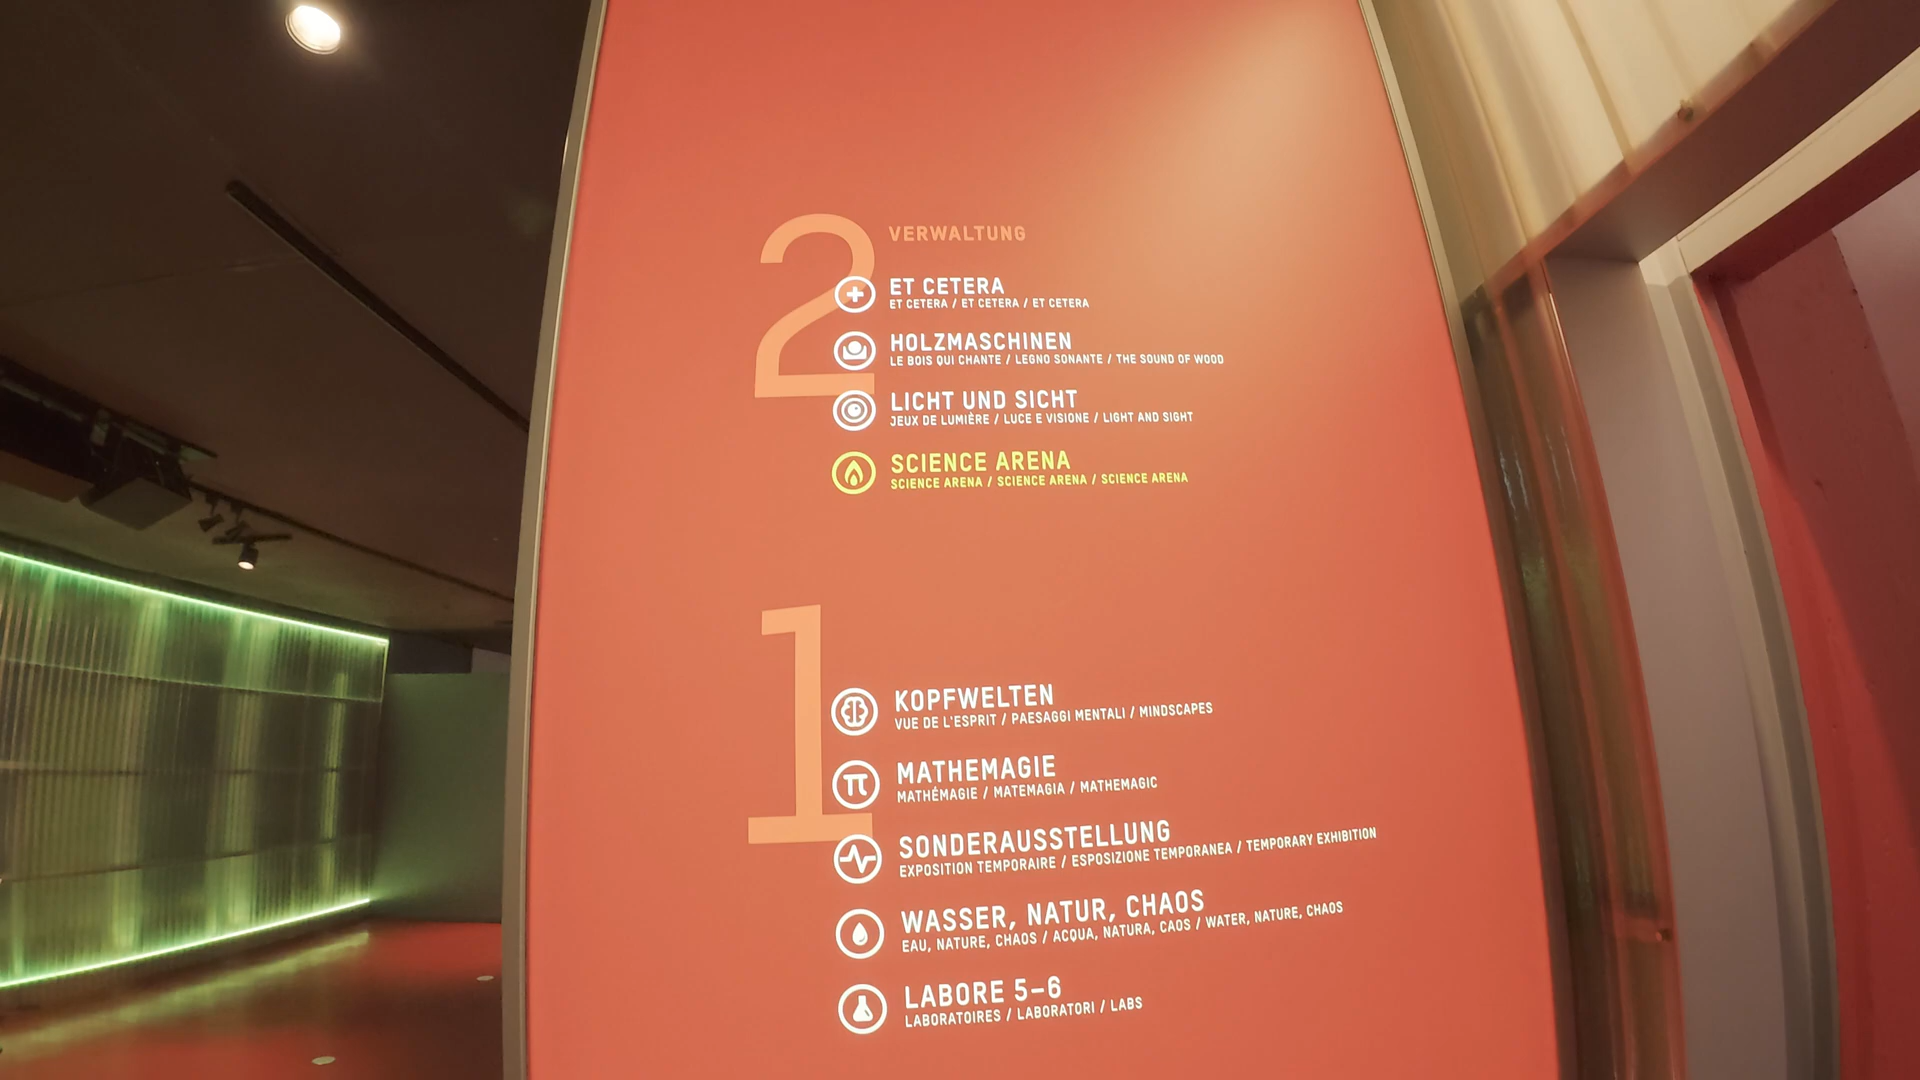 2
VERWALTUNG
ET CETERA
ET CETERA / ET CETERA / ET CETERA
HOLZMASCHINEN
LE BOIS QUI CHANTE / LEGNO SONANTE / THE SOUND OF WOOD
LICHT UND SICHT
JEUX DE LUMIÈRE / LUCE E VISIONE / LIGHT AND SIGHT
SCIENCE ARENA
SCIENCE ARENA / SCIENCE ARENA / SCIENCE ARENA
1
KOPFWELTEN
VUE DE L'ESPRIT / PAESAGGI MENTALI / MINDSCAPES
π
MATHEMAGIE
MATHÉMAGIE / MATEMAGIA / MATHEMAGIC
SONDERAUSSTELLUNG
EXPOSITION TEMPORAIRE / ESPOSIZIONE TEMPORANEA / TEMPORARY EXHIBITION
WASSER, NATUR, CHAOS
EAU, NATURE, CHAOS / ACQUA, NATURA, CAOS / WATER, NATURE, CHAOS
LABORE 5–6
LABORATOIRES / LABORATORI / LABS